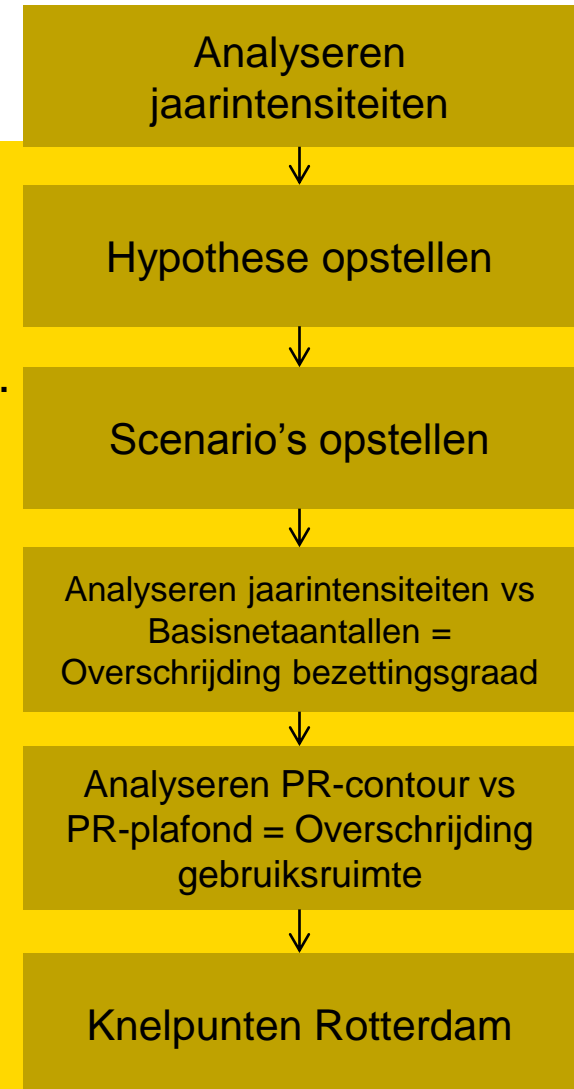 Analyseren
jaarintensiteiten
Hypothese opstellen
.
Scenario's opstellen
Analyseren jaarintensiteiten vs
Basisnetaantallen =
Overschrijding bezettingsgraad
Analyseren PR-contour vs
PR-plafond = Overschrijding
gebruiksruimte
Knelpunten Rotterdam